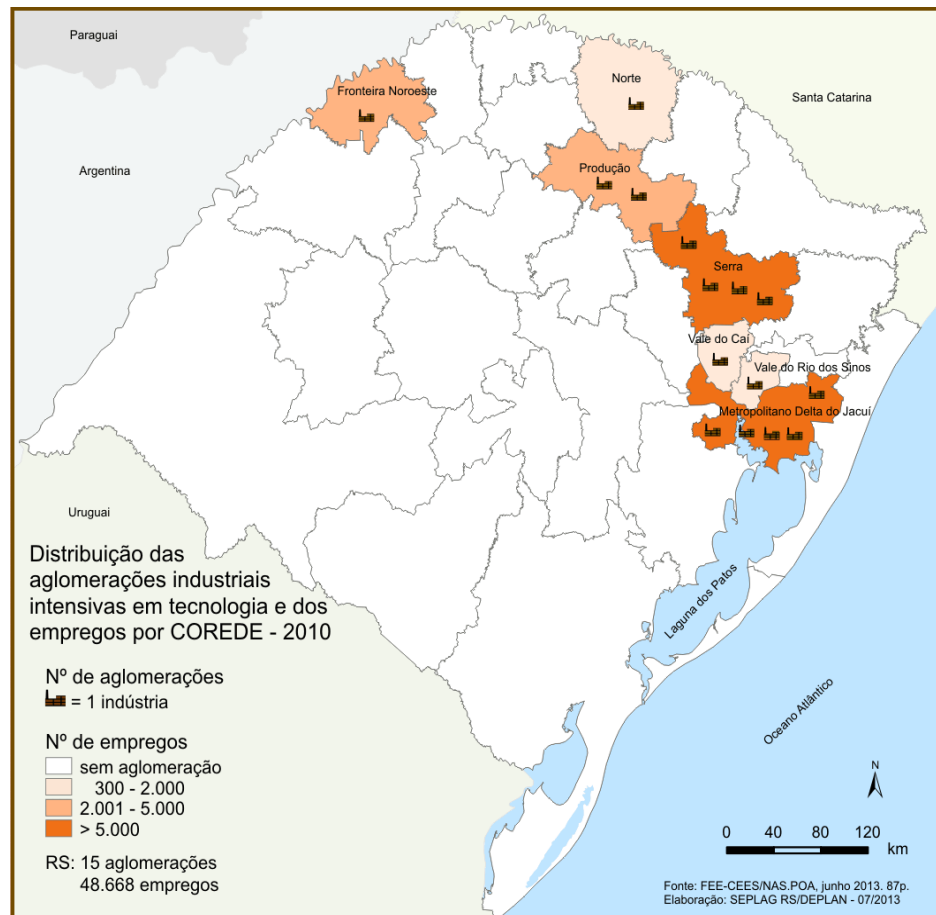 Paraguai
Fronteira Noroeste
Norte
Santa Catarina
Argentina
Produção
Serra
Vale do Caí
Vale do Rio dos Sinos
Metropolitano Delta do Jacuí
Uruguai
Laguna dos Patos
Oceano Atlântico
Distribuição das
aglomerações industriais
intensivas em tecnologia e dos
empregos por COREDE - 2010
Nº de aglomerações
= 1 indústria
Nº de empregos
sem aglomeração
300 - 2.000
2.001 - 5.000
> 5.000
RS: 15 aglomerações
48.668 empregos
N
0 40 80 120
km
Fonte: FEE-CEES/NAS.POA, junho 2013. 87p.
Elaboração: SEPLAG RS/DEPLAN - 07/2013